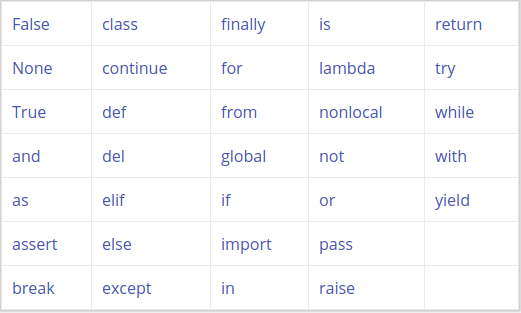 False class finally is return
None continue for lambda try
True def from nonlocal while
and del global not with
as elif if or yield
assert else import pass
break except in raise